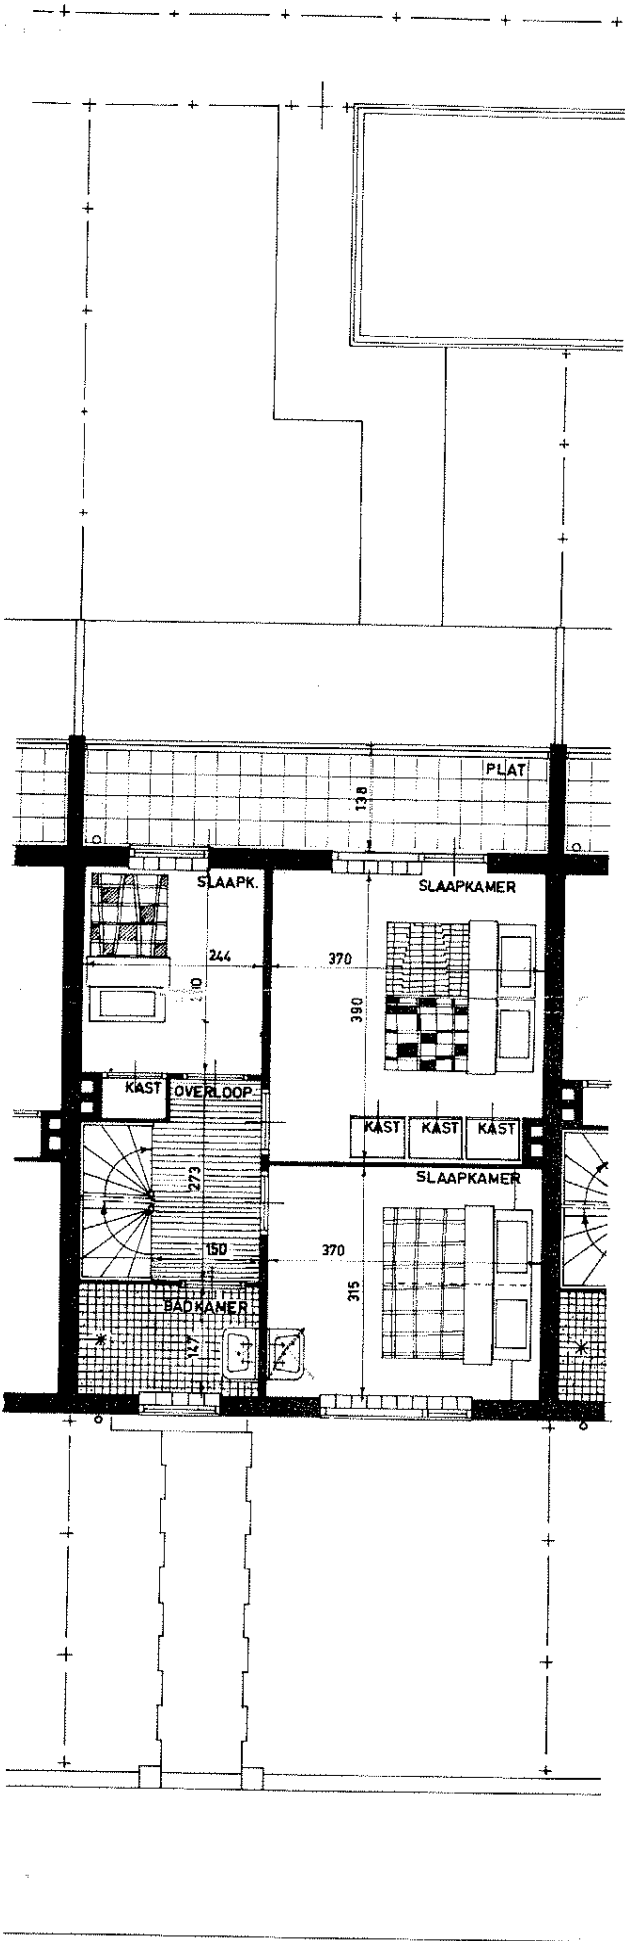 PLAT
138
SLAAPK.
SLAAPKAMER
244
370
390
KAST
OVERLOOP
KAST
KAST
KAST
273
SLAAPKAMER
150
370
315
BADKAMER
147